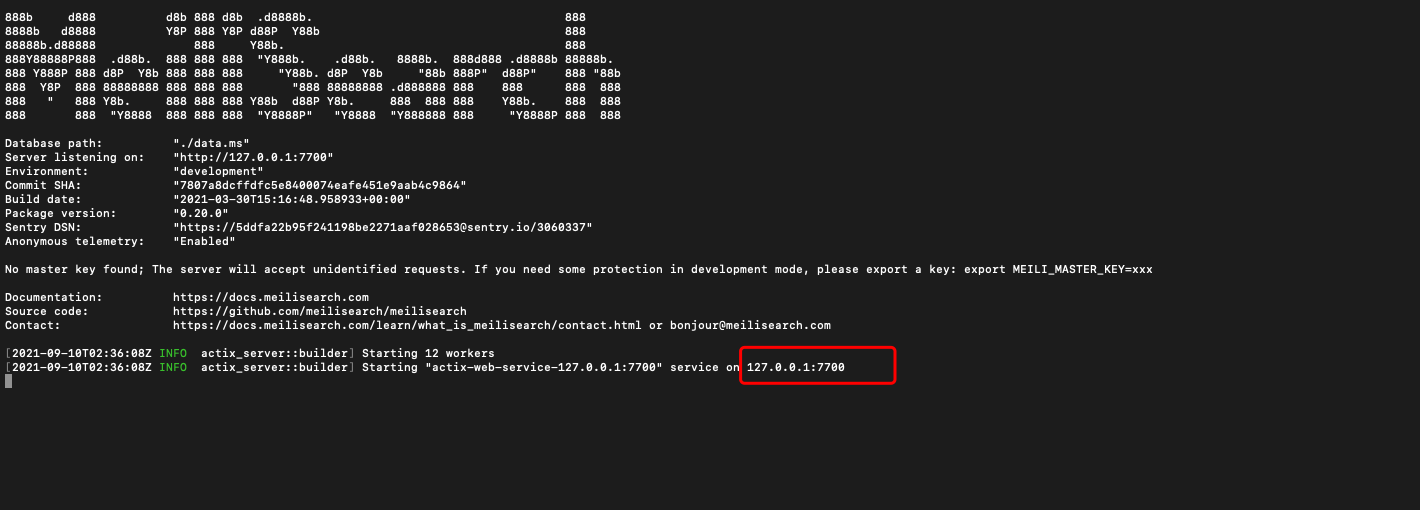 888b     d888          d8b 888 d8b  .d8888b.                                    888
8888b   d8888          Y8P 888 Y8P d88P  Y88b                                   888
88888b.d88888              888     Y88b.                                        888
888Y88888P888  .d88b.  888 888 888  "Y888b.    .d88b.   8888b.  888d888 .d8888b 88888b.
888 Y888P 888 d8P  Y8b 888 888 888     "Y88b. d8P  Y8b     "88b 888P"  d88P"    888 "88b
888  Y8P  888 88888888 888 888 888       "888 88888888 .d888888 888    888      888  888
888   "   888 Y8b.     888 888 888 Y88b  d88P Y8b.     888  888 888    Y88b.    888  888
888       888  "Y8888  888 888 888  "Y8888P"   "Y8888  "Y888888 888     "Y8888P 888  888
Database path:          "./data.ms"
Server listening on:    "http://127.0.0.1:7700"
Environment:            "development"
Commit SHA:             "7807a8dcffdfc5e8400074eafe451e9aab4c9864"
Build date:             "2021-03-30T15:16:48.958933+00:00"
Package version:        "0.20.0"
Sentry DSN:             "https://5ddfa22b95f241198be2271aaf028653@sentry.io/3060337"
Anonymous telemetry:    "Enabled"
No master key found; The server will accept unidentified requests. If you need some protection in development mode, please export a key: export MEILI_MASTER_KEY=xxx
Documentation:          https://docs.meilisearch.com
Source code:            https://github.com/meilisearch/meilisearch
Contact:                https://docs.meilisearch.com/learn/what_is_meilisearch/contact.html or bonjour@meilisearch.com
[2021-09-10T02:36:08Z INFO  actix_server::builder] Starting 12 workers
[2021-09-10T02:36:08Z INFO  actix_server::builder] Starting "actix-web-service-127.0.0.1:7700" service on 127.0.0.1:7700